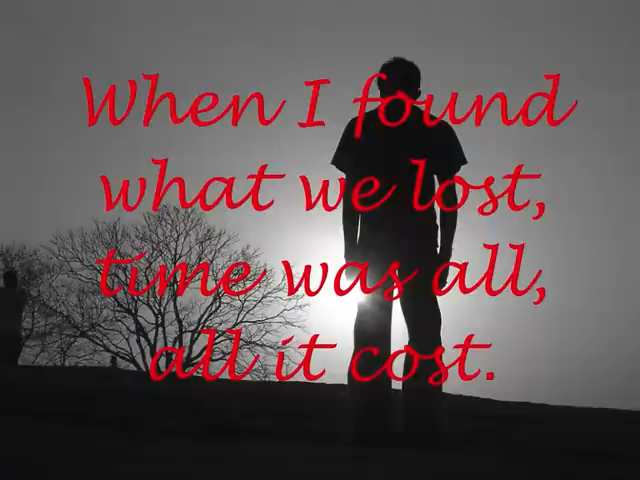 When I found
what we lost,
time was all,
all it cost.